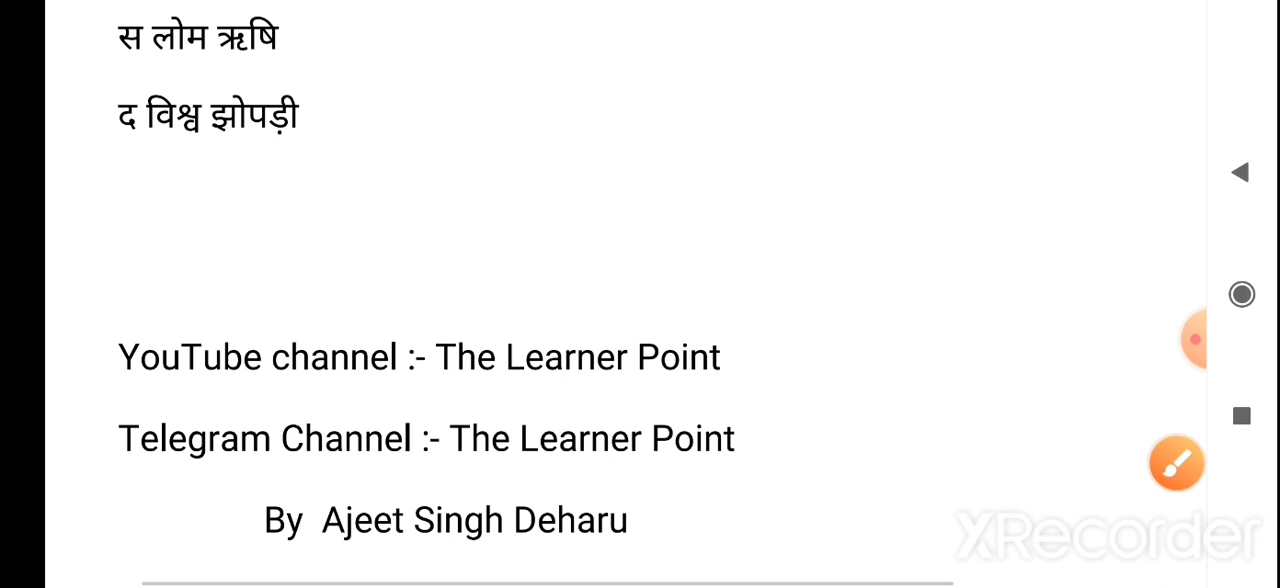 स लोम ऋषि
द विश्व झोपड़ी
YouTube channel :- The Learner Point
Telegram Channel :- The Learner Point
By Ajeet Singh Deharu
XRecorder